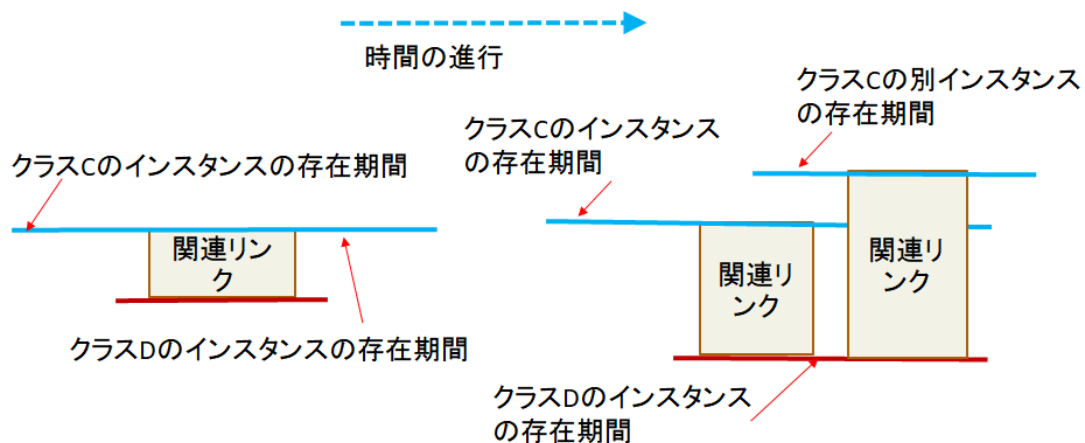 時間の進行
クラスCの別インスタンス
の存在期間
クラスCのインスタンス
の存在期間
クラスCのインスタンスの存在期間
関連リン
ク
関連リ
ンク
関連リ
ンク
クラスDのインスタンスの存在期間
クラスDのインスタンス
の存在期間